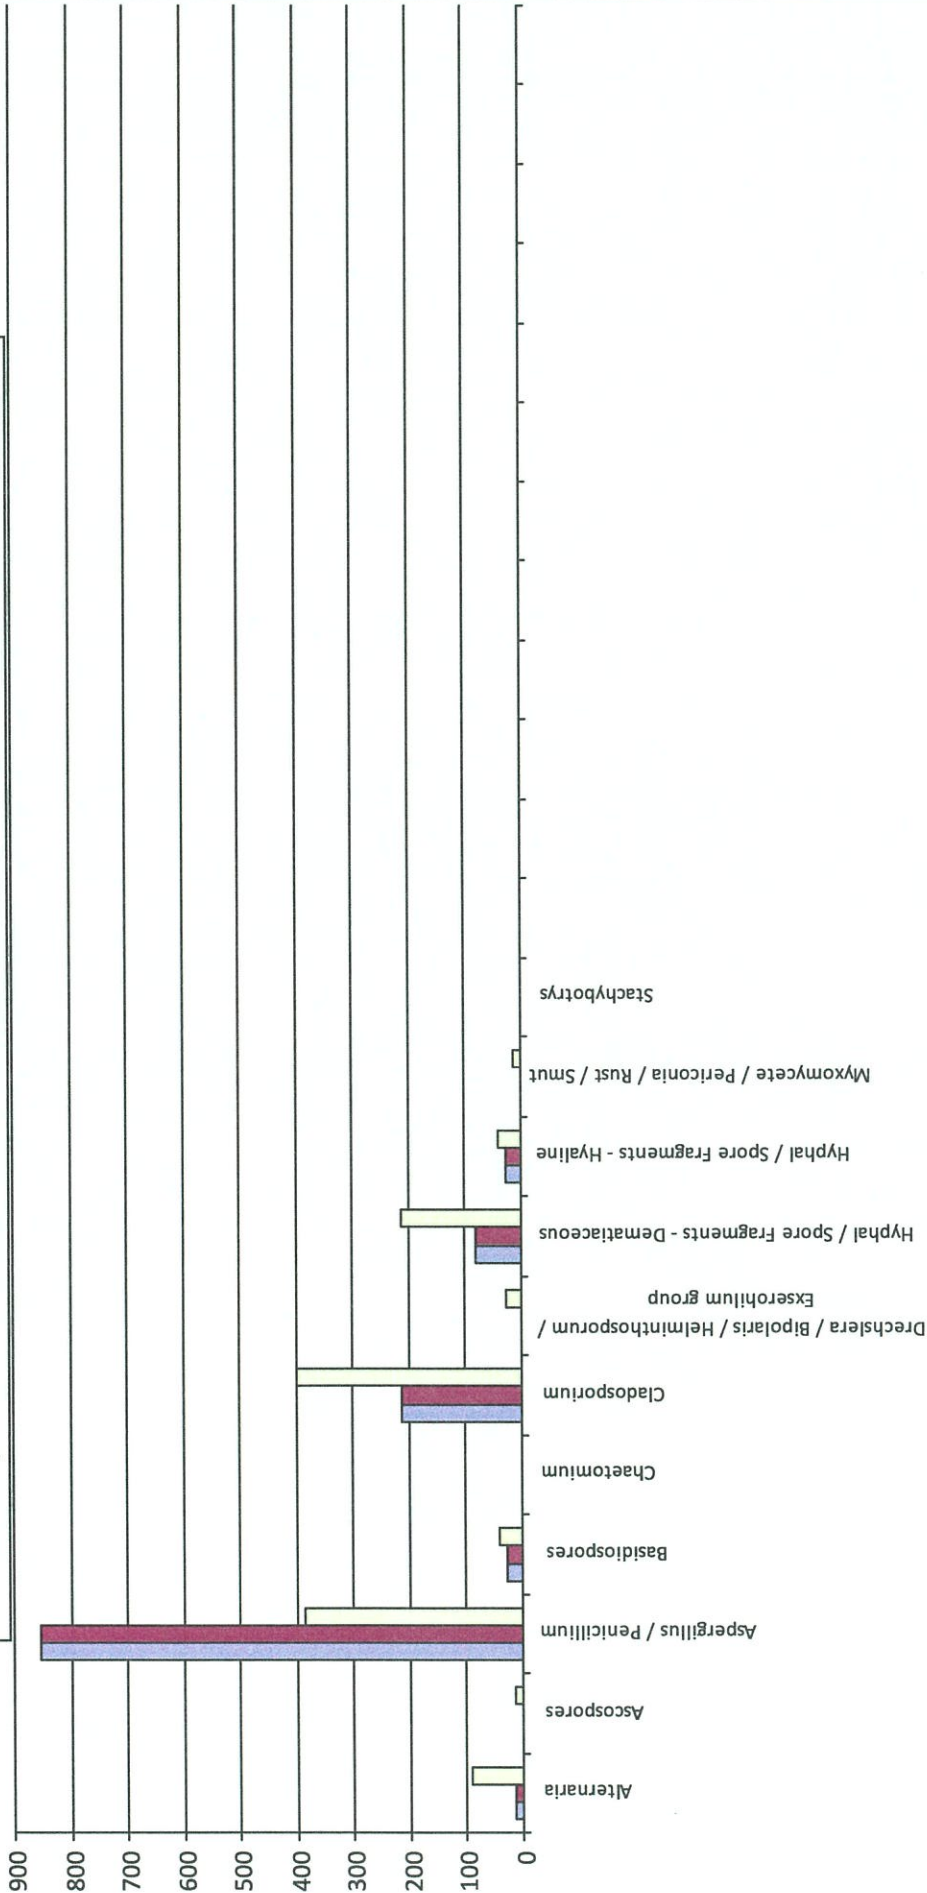 900
800
700
600
500
400
300
200
100
0
Alternaria
Ascospores
Aspergillus / Penicillium
Basidiospores
Chaetomium
Cladosporium
Drechslera / Bipolaris / Helminthosporum /
Exserohilum group
Hyphal / Spore Fragments - Dematiaceous
Hyphal / Spore Fragments - Hyaline
Myxomycete / Periconia / Rust / Smut
Stachybotrys